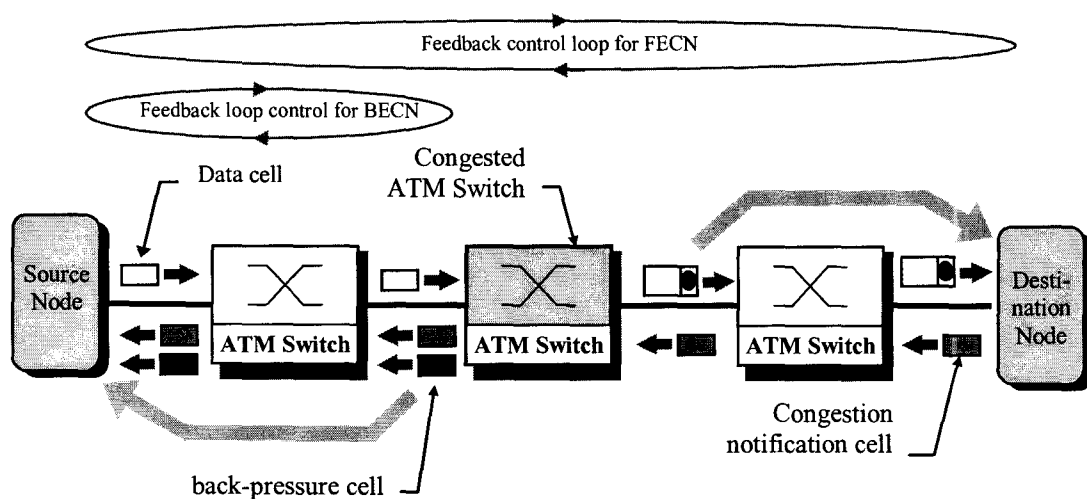 Feedback control loop for FECN
Feedback loop control for BECN
Data cell
Congested
ATM Switch
Source
Node
Desti-
nation
Node
ATM Switch
ATM Switch
ATM Switch
Congestion
notification cell
back-pressure cell